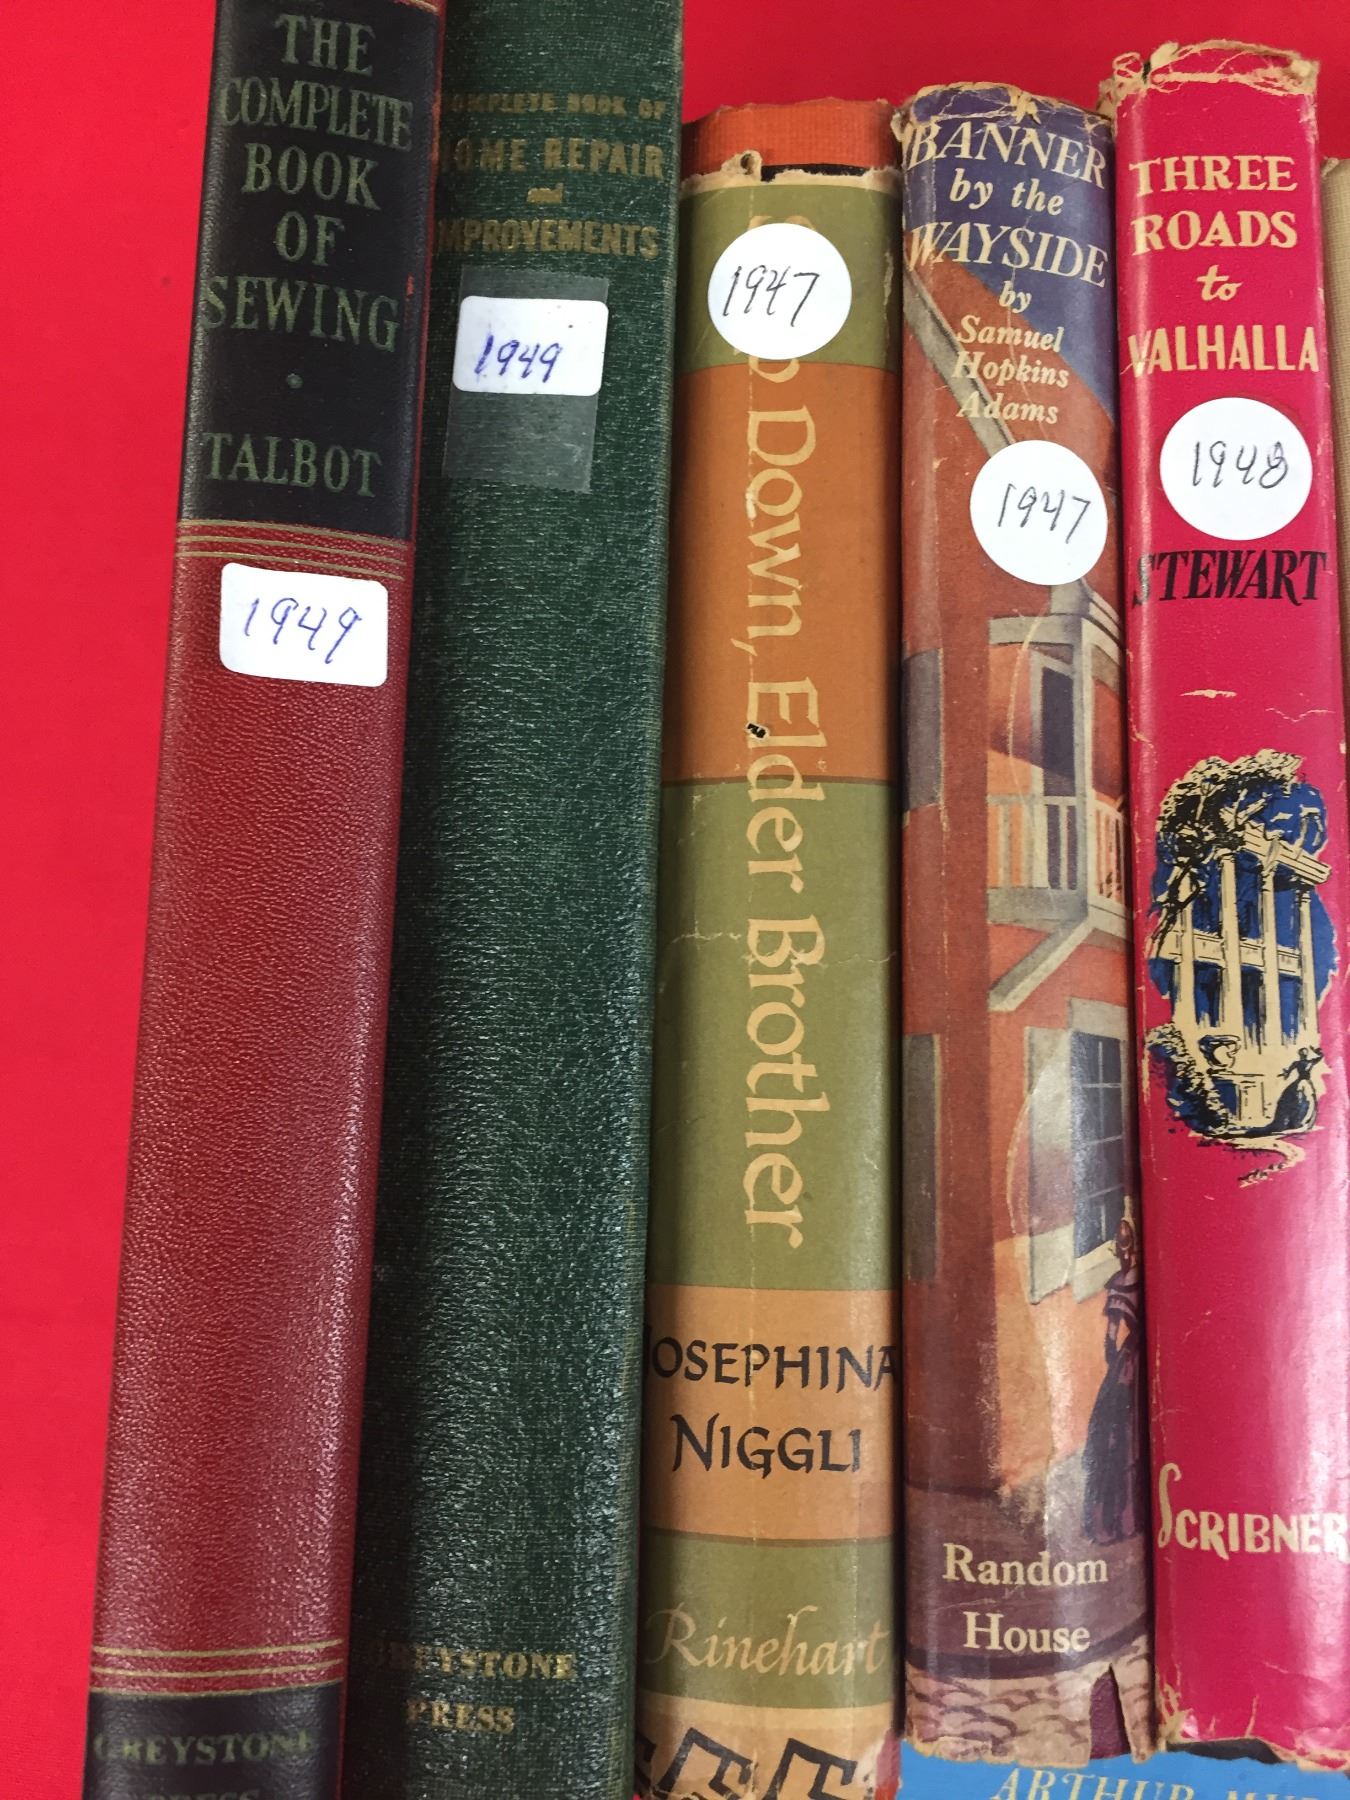 THE
COMPLETE
BOOK
OF
SEWING
TALBOT
1949
GREYSTONE
PRESS
COMPLETE BOOK OF
HOME REPAIR
and
IMPROVEMENTS
1949
GREYSTONE
PRESS
1947
Down, Elder Brother
JOSEPHINA
NIGGLI
Rinehart
BANNER
by the
WAYSIDE
by
Samuel
Hopkins
Adams
1947
Random
House
THREE
ROADS
to
VALHALLA
1948
STEWART
SCRIBNER
ARTHUR